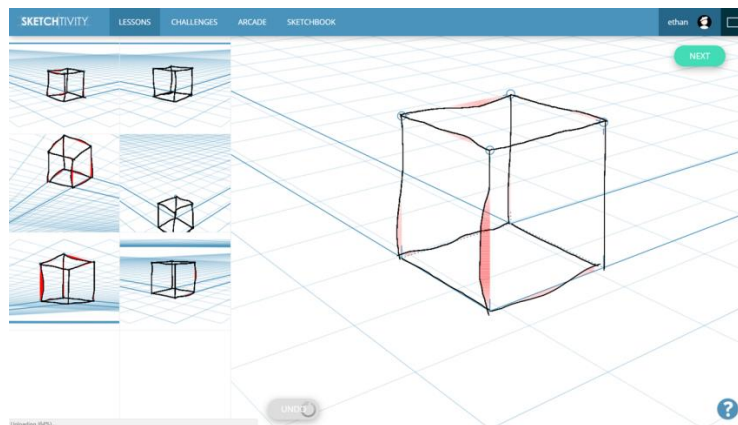 SKETCHTIVITY LESSONS CHALLENGES ARCADE SKETCHBOOK ethan
NEXT
UNDO
?